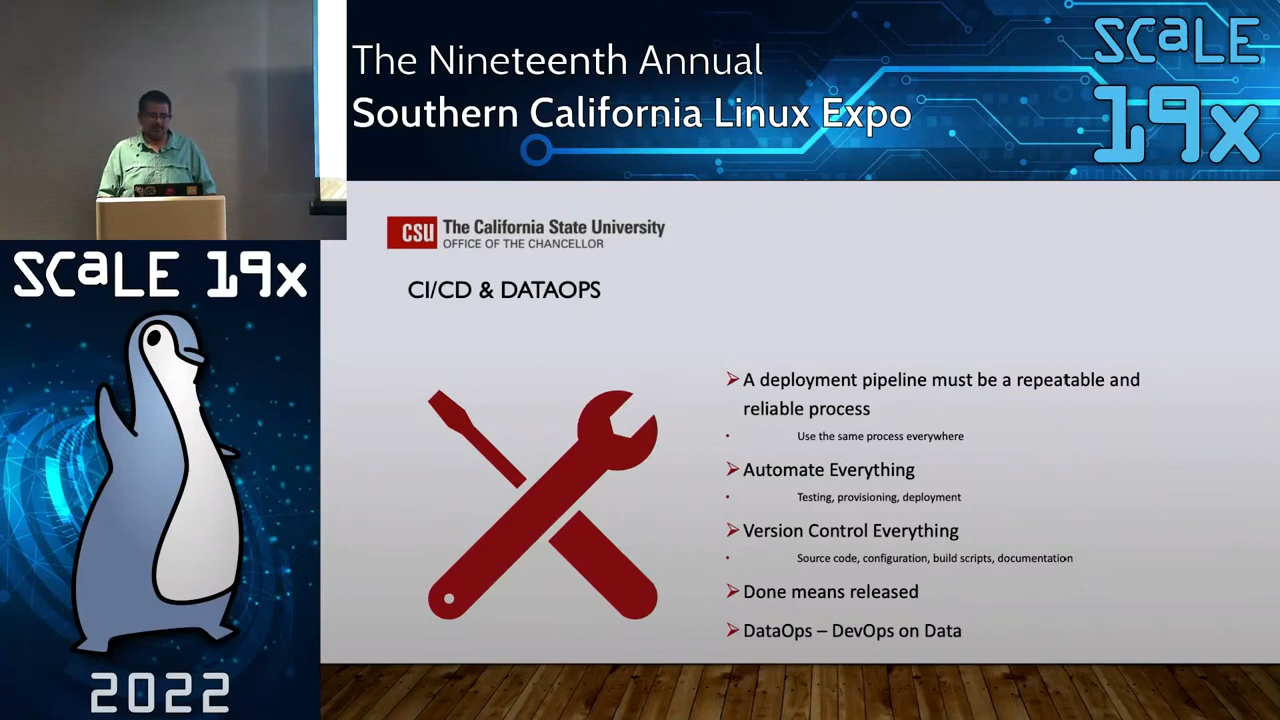 The Nineteenth Annual
Southern California Linux Expo
SCaLE
19x
CSU The California State University
OFFICE OF THE CHANCELLOR
CI/CD & DATAOPS
➢A deployment pipeline must be a repeatable and
reliable process
• Use the same process everywhere
➢Automate Everything
• Testing, provisioning, deployment
➢Version Control Everything
• Source code, configuration, build scripts, documentation
➢Done means released
➢DataOps – DevOps on Data
SCaLE 19x
2022